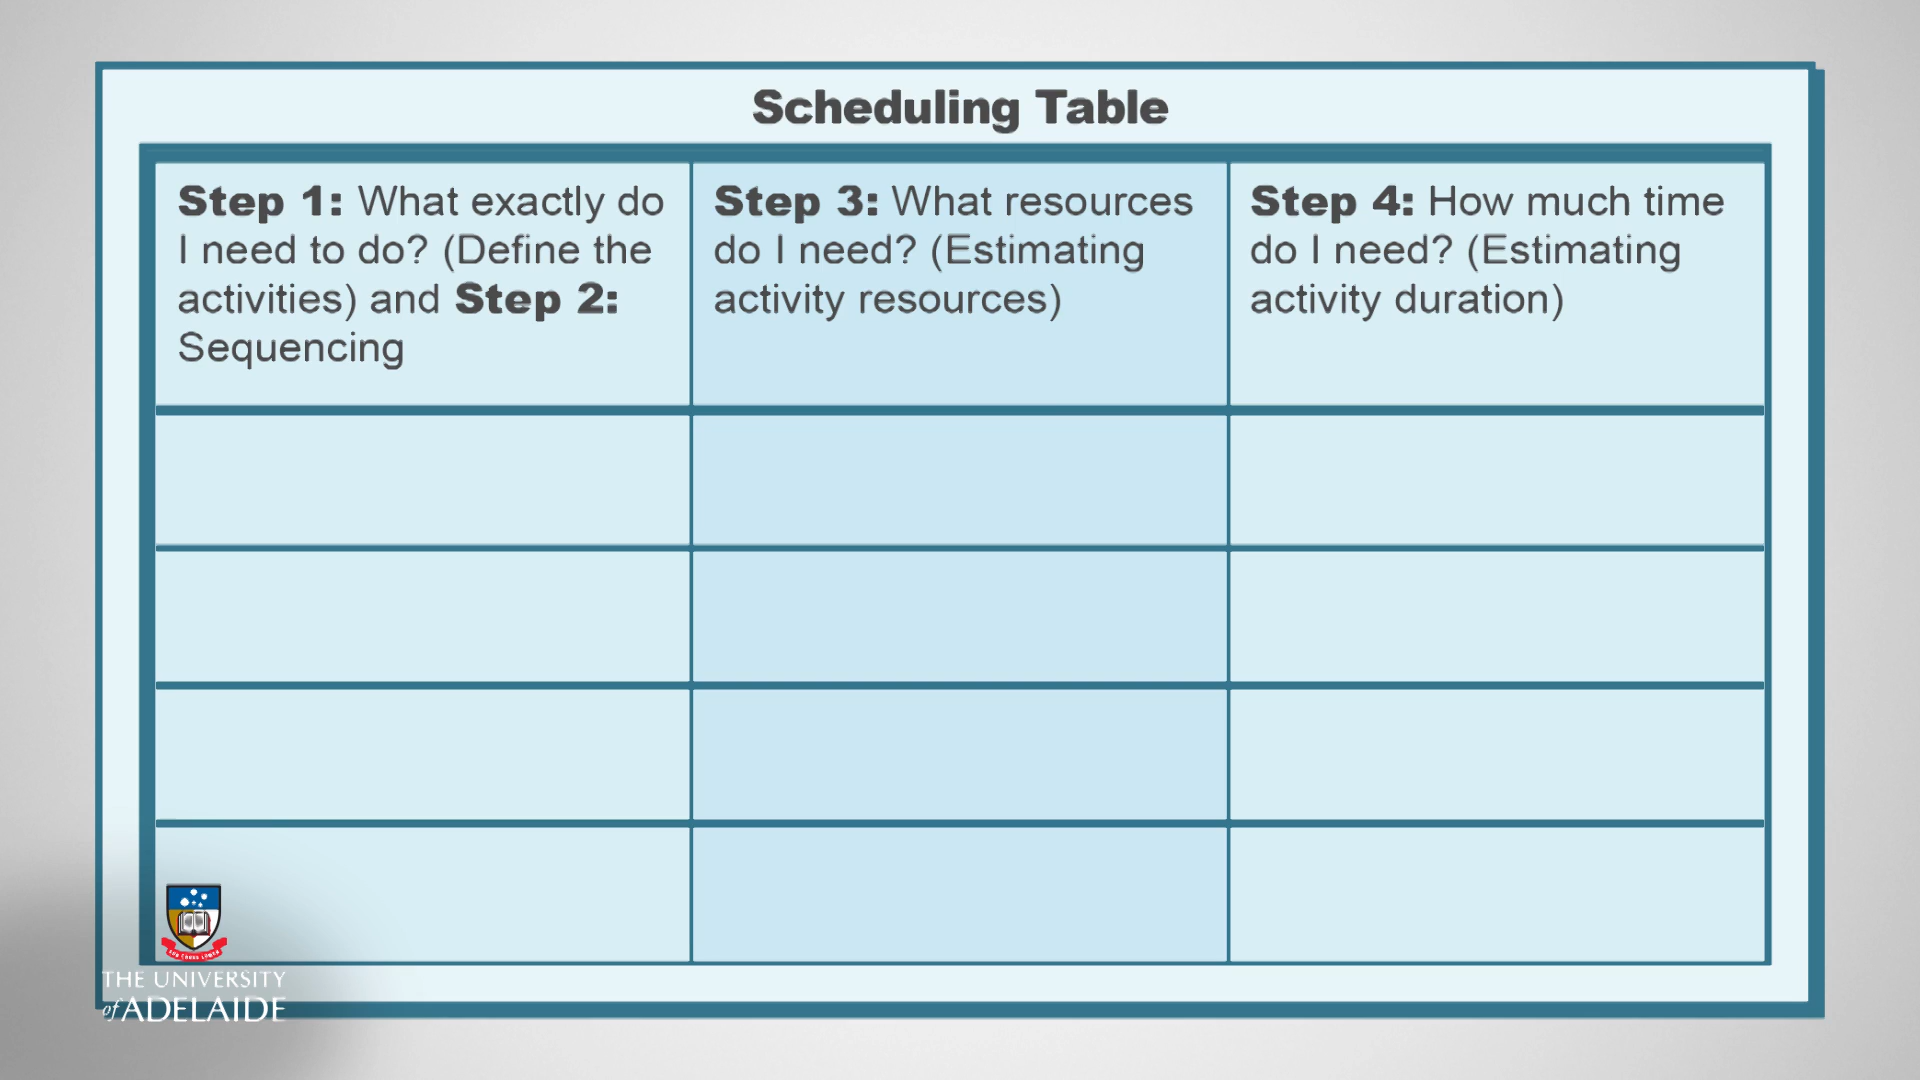 Scheduling Table
Step 1: What exactly do
I need to do? (Define the
activities) and Step 2:
Sequencing
Step 3: What resources
do I need? (Estimating
activity resources)
Step 4: How much time
do I need? (Estimating
activity duration)
THE UNIVERSITY
of ADELAIDE